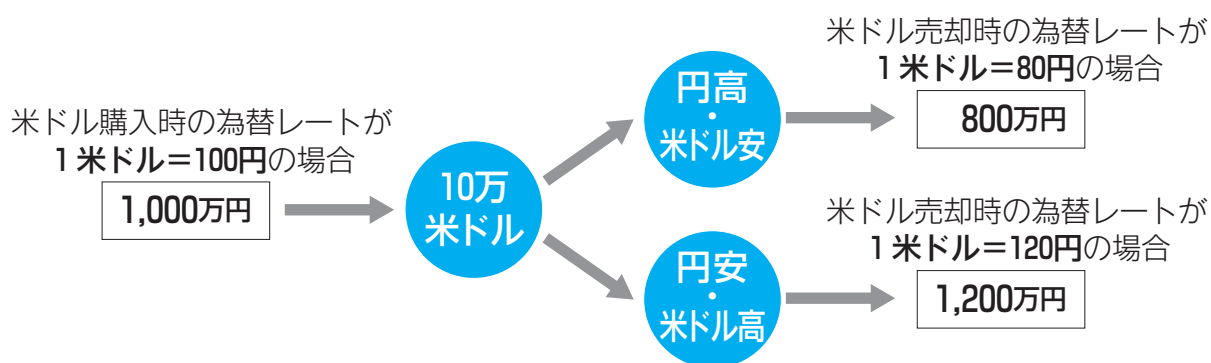 米ドル購入時の為替レートが
1米ドル＝100円の場合
1,000万円
10万
米ドル
円高
・
米ドル安
米ドル売却時の為替レートが
1米ドル＝80円の場合
800万円
円安
・
米ドル高
米ドル売却時の為替レートが
1米ドル＝120円の場合
1,200万円